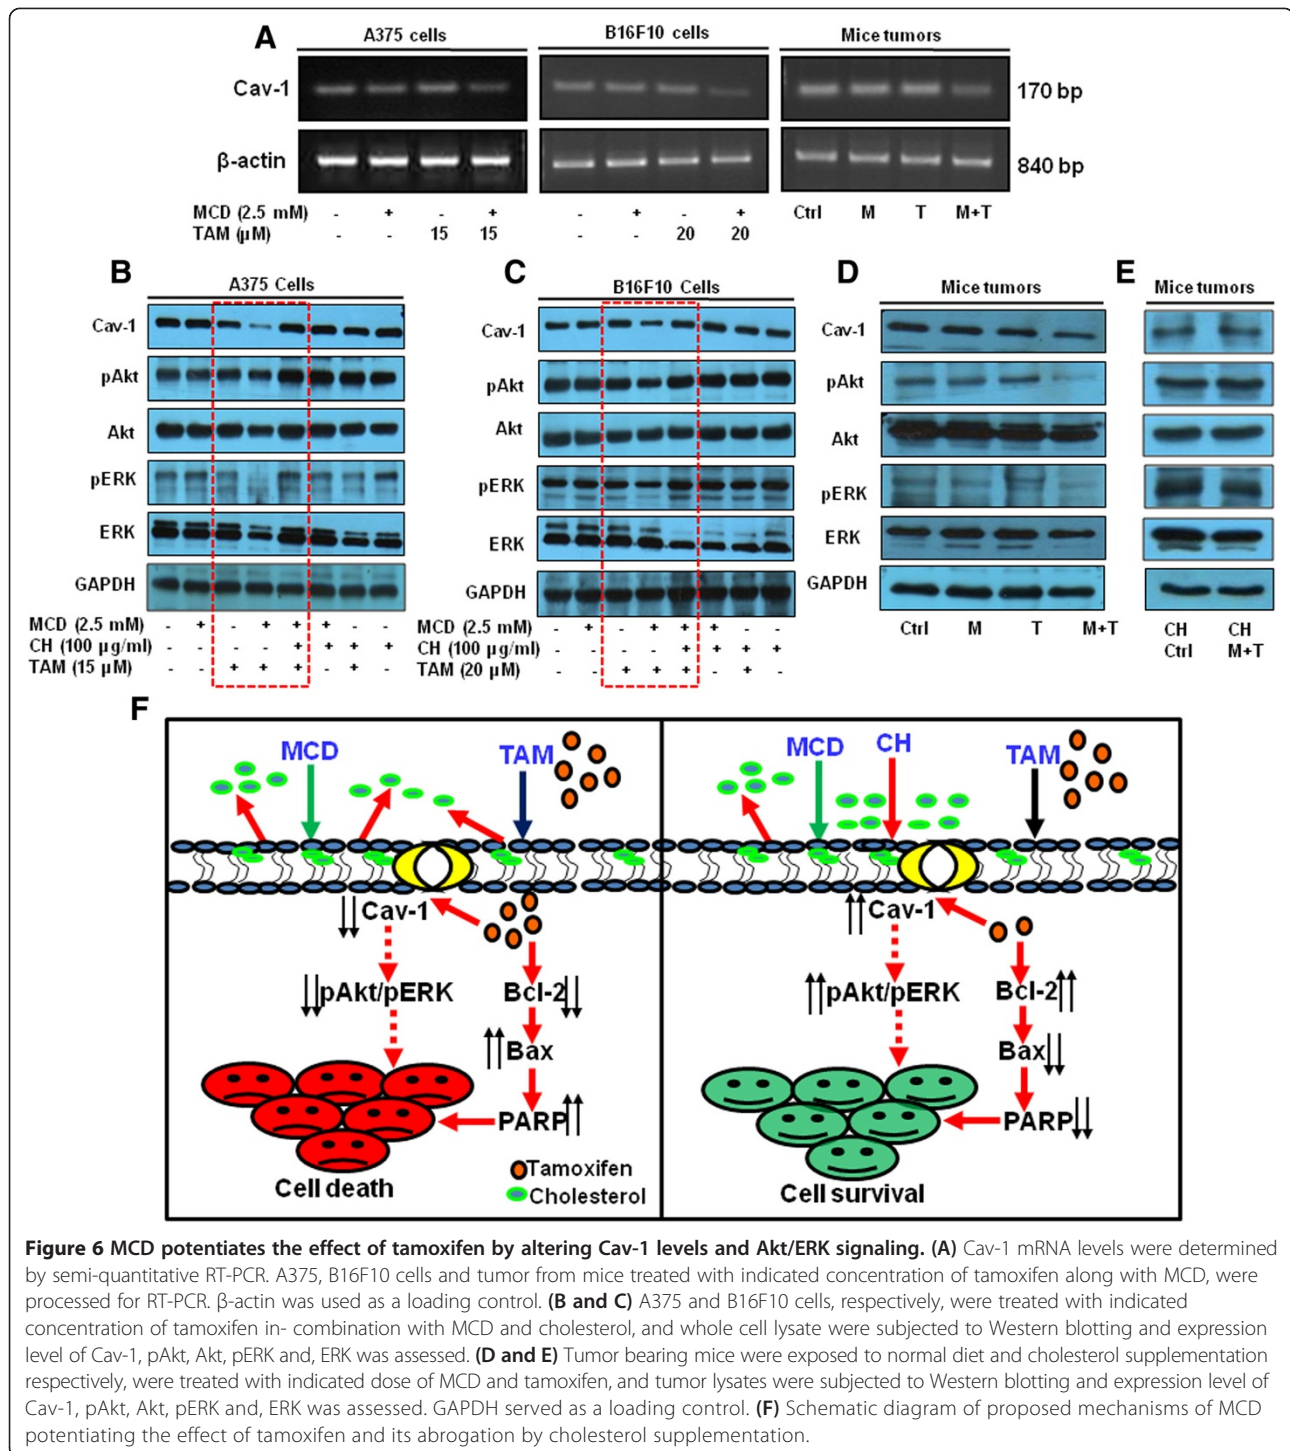 A
A375 cells
B16F10 cells
Mice tumors
Cav-1
170 bp
β-actin
840 bp
MCD (2.5 mM) - + - + - + - +
TAM (µM) - - 15 15 - - 20 20
Ctrl M T M+T
B
A375 Cells
Cav-1
pAkt
Akt
pERK
ERK
GAPDH
MCD (2.5 mM) - + - + + + - -
CH (100 µg/ml) - - - - + + + +
TAM (15 µM) - - + + + - + -
C
B16F10 Cells
Cav-1
pAkt
Akt
pERK
ERK
GAPDH
MCD (2.5 mM) - + - + + + - -
CH (100 µg/ml) - - - - + + + +
TAM (20 µM) - - + + + - + -
D
Mice tumors
Cav-1
pAkt
Akt
pERK
ERK
GAPDH
Ctrl M T M+T
E
Mice tumors
CH CH
Ctrl M+T
F
MCD
TAM
Cav-1
pAkt/pERK
Bcl-2
Bax
PARP
Cell death
Tamoxifen
Cholesterol
MCD
CH
TAM
Cav-1
pAkt/pERK
Bcl-2
Bax
PARP
Cell survival
Figure 6 MCD potentiates the effect of tamoxifen by altering Cav-1 levels and Akt/ERK signaling. (A) Cav-1 mRNA levels were determined
by semi-quantitative RT-PCR. A375, B16F10 cells and tumor from mice treated with indicated concentration of tamoxifen along with MCD, were
processed for RT-PCR. β-actin was used as a loading control. (B and C) A375 and B16F10 cells, respectively, were treated with indicated
concentration of tamoxifen in- combination with MCD and cholesterol, and whole cell lysate were subjected to Western blotting and expression
level of Cav-1, pAkt, Akt, pERK and, ERK was assessed. (D and E) Tumor bearing mice were exposed to normal diet and cholesterol supplementation
respectively, were treated with indicated dose of MCD and tamoxifen, and tumor lysates were subjected to Western blotting and expression level of
Cav-1, pAkt, Akt, pERK and, ERK was assessed. GAPDH served as a loading control. (F) Schematic diagram of proposed mechanisms of MCD
potentiating the effect of tamoxifen and its abrogation by cholesterol supplementation.